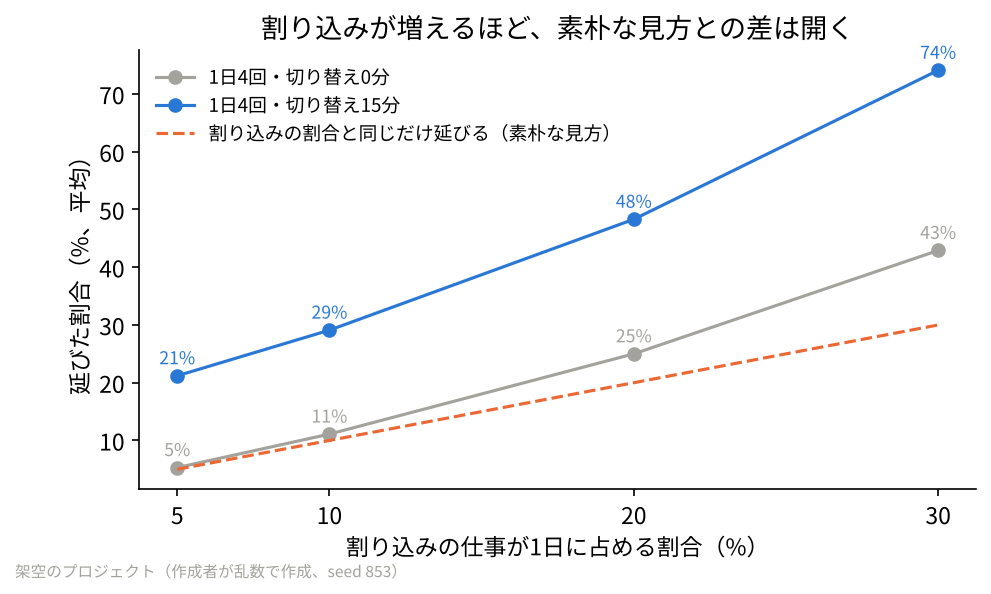 割り込みが増えるほど、素朴な見方との差は開く
1日4回・切り替え0分
1日4回・切り替え15分
割り込みの割合と同じだけ延びる（素朴な見方）
延びた割合（%、平均）
70
60
50
40
30
20
10
21%
29%
48%
74%
5%
11%
25%
43%
5
10
20
30
割り込みの仕事が1日に占める割合（%）
架空のプロジェクト（作成者が乱数で作成、seed 853）